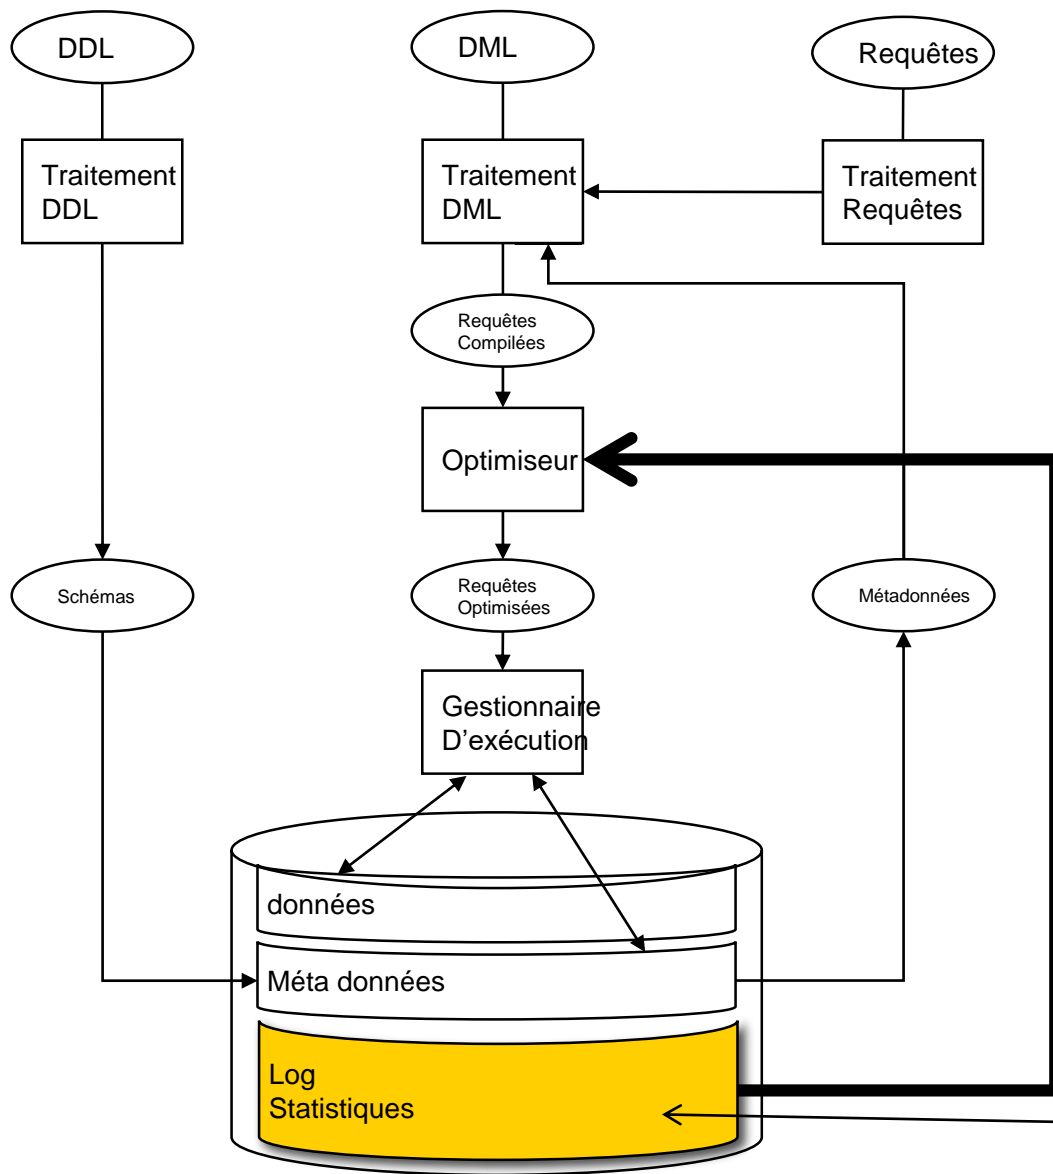 DDL
DML
Requêtes
Traitement
DDL
Traitement
DML
Traitement
Requêtes
Requêtes
Compilées
Optimiseur
Schémas
Requêtes
Optimisées
Métadonnées
Gestionnaire
D’exécution
données
Méta données
Log
Statistiques